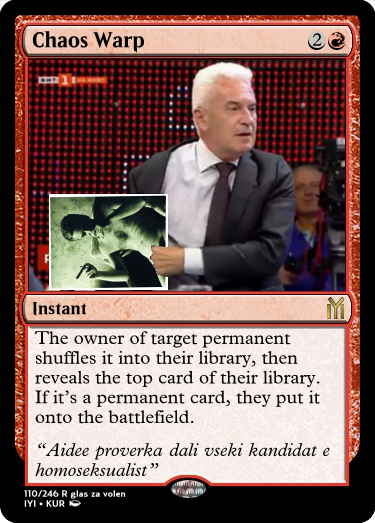 Chaos Warp
2
Instant
The owner of target permanent
shuffles it into their library, then
reveals the top card of their library.
If it's a permanent card, they put it
onto the battlefield.
“Aidee proverka dali vseki kandidat e
homoseksualist”
110/246 R glas za volen
IYI • KUR